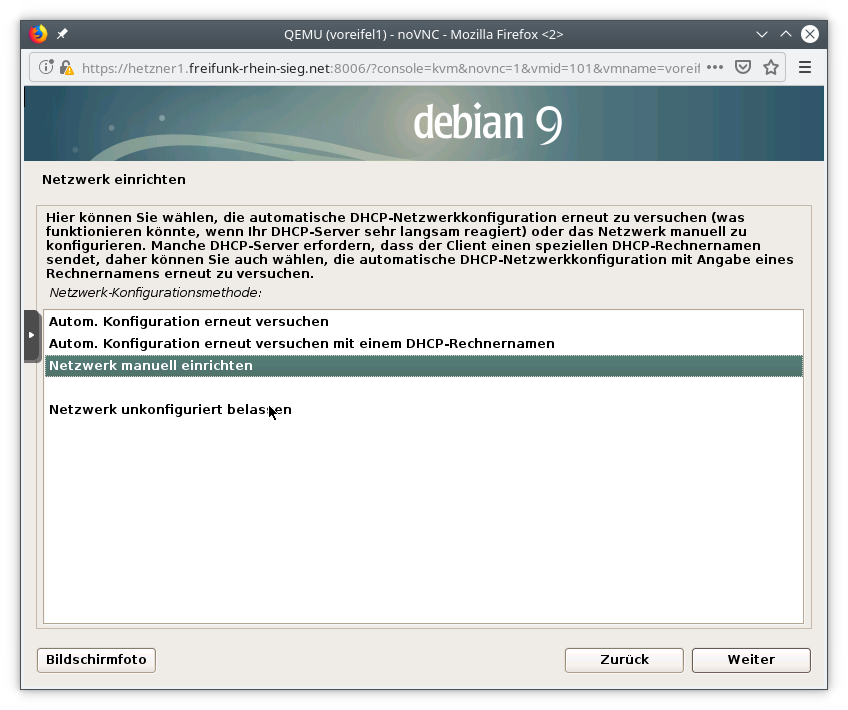 QEMU (voreifel1) - noVNC - Mozilla Firefox <2>
https://hetzner1.freifunk-rhein-sieg.net:8006/?console=kvm&novnc=1&vmid=101&vmname=voreif
debian 9
Netzwerk einrichten
Hier können Sie wählen, die automatische DHCP-Netzwerkkonfiguration erneut zu versuchen (was
funktionieren könnte, wenn Ihr DHCP-Server sehr langsam reagiert) oder das Netzwerk manuell zu
konfigurieren. Manche DHCP-Server erfordern, dass der Client einen speziellen DHCP-Rechnernamen
sendet, daher können Sie auch wählen, die automatische DHCP-Netzwerkkonfiguration mit Angabe eines
Rechnernamens erneut zu versuchen.
Netzwerk-Konfigurationsmethode:
Autom. Konfiguration erneut versuchen
Autom. Konfiguration erneut versuchen mit einem DHCP-Rechnernamen
Netzwerk manuell einrichten
Netzwerk unkonfiguriert belassen
Bildschirmfoto
Zurück
Weiter